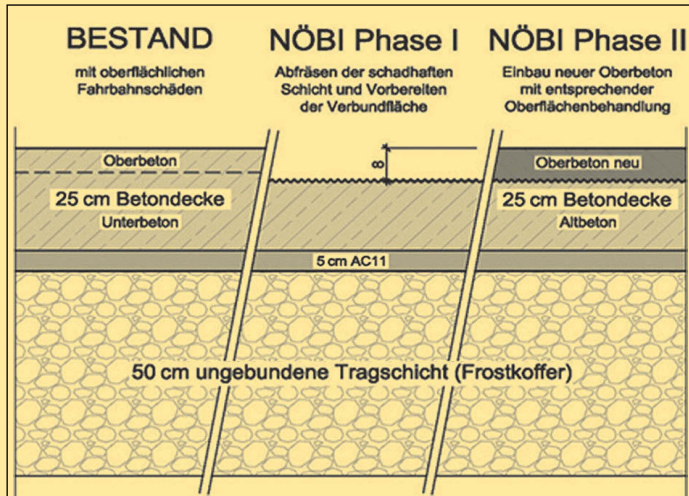 BESTAND
mit oberflächlichen
Fahrbahnschäden
NÖBI Phase I
Abfräsen der schadhaften
Schicht und Vorbereiten
der Verbundfläche
NÖBI Phase II
Einbau neuer Oberbeton
mit entsprechender
Oberflächenbehandlung
Oberbeton
25 cm Betondecke
Unterbeton
8
Oberbeton neu
25 cm Betondecke
Altbeton
5 cm AC11
50 cm ungebundene Tragschicht (Frostkoffer)